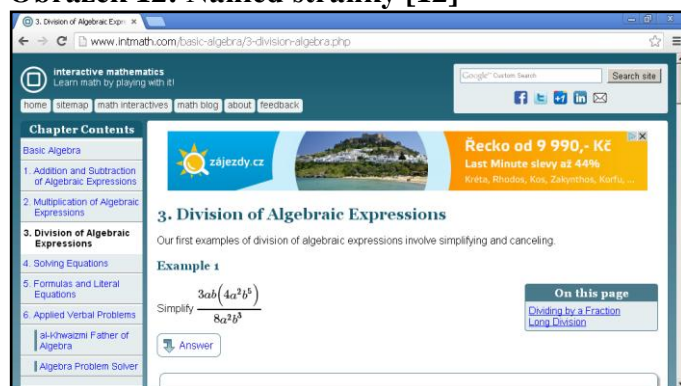 Obrázek 12: Náhled stránky [12]
3. Division of Algebraic Expr
www.intmath.com/basic-algebra/3-division-algebra.php
interactive mathematics
Learn math by playing with it!
Google Custom Search
Search site
home sitemap math interactives math blog about feedback
Chapter Contents
Basic Algebra
1. Addition and Subtraction
of Algebraic Expressions
2. Multiplication of Algebraic
Expressions
3. Division of Algebraic
Expressions
4. Solving Equations
5. Formulas and Literal
Equations
6. Applied Verbal Problems
al-Khwaizmi Father of
Algebra
Algebra Problem Solver
zájezdy.cz
Řecko od 9 990,- Kč
Last Minute slevy až 44%
Kréta, Rhodos, Kos, Zakynthos, Korfu, ...
3. Division of Algebraic Expressions
Our first examples of division of algebraic expressions involve simplifying and canceling.
Example 1
Simplify 3ab(4a²b⁵) / 8a²b³
Answer
On this page
Dividing by a Fraction
Long Division